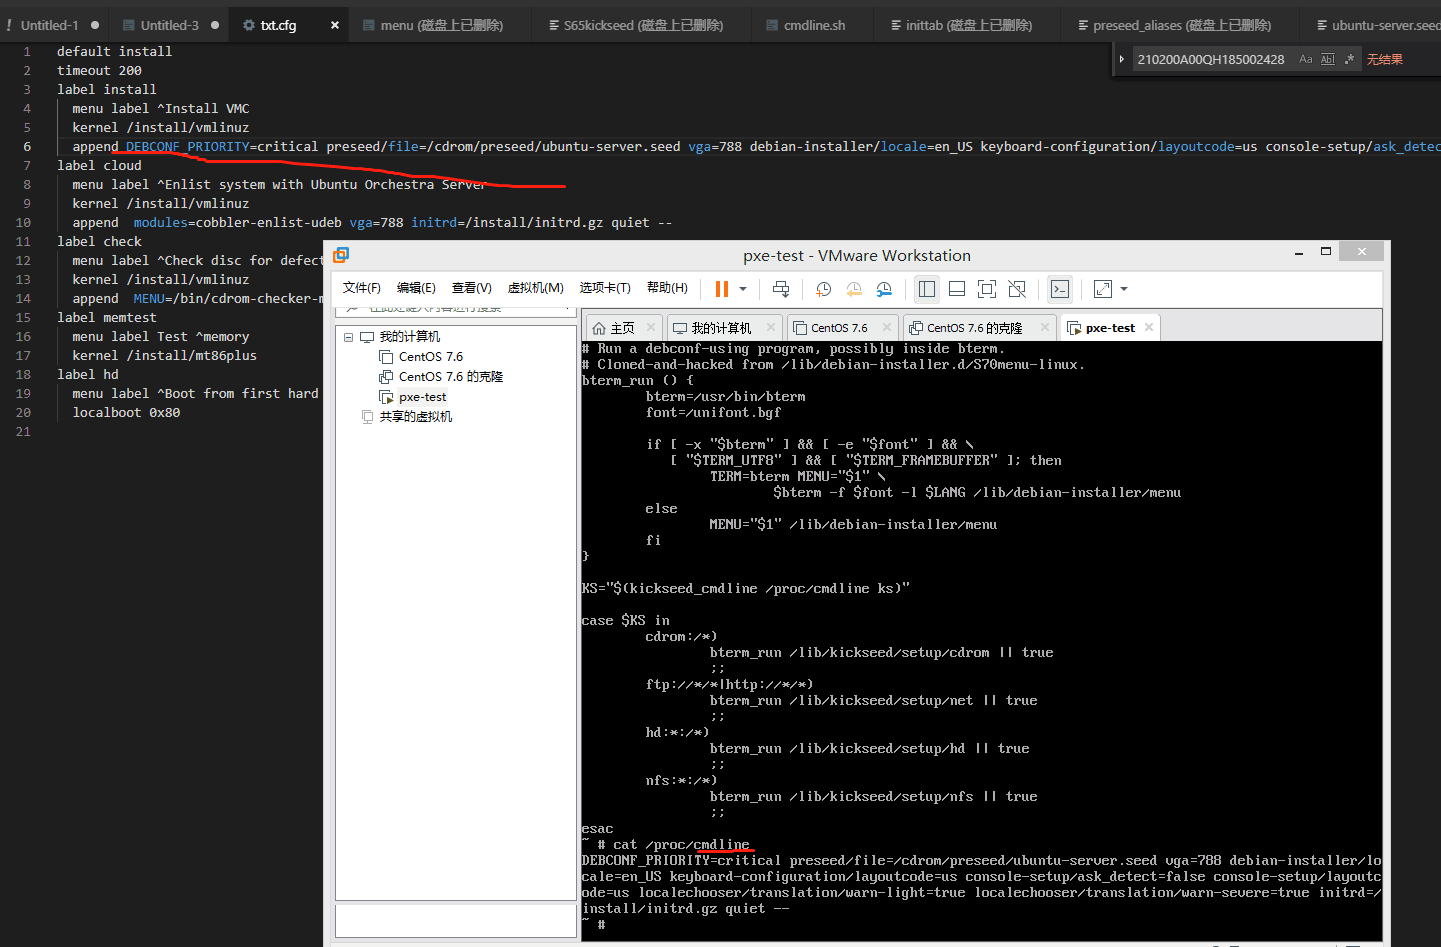 Untitled-1
Untitled-3
txt.cfg
menu (磁盘上已删除)
S65kickseed (磁盘上已删除)
cmdline.sh
inittab (磁盘上已删除)
preseed_aliases (磁盘上已删除)
ubuntu-server.seed
210200A00QH185002428 Aa Abl .* 无结果
1 default install
2 timeout 200
3 label install
4 menu label ^Install VMC
5 kernel /install/vmlinuz
6 append DEBCONF_PRIORITY=critical preseed/file=/cdrom/preseed/ubuntu-server.seed vga=788 debian-installer/locale=en_US keyboard-configuration/layoutcode=us console-setup/ask_detec
7 label cloud
8 menu label ^Enlist system with Ubuntu Orchestra Server
9 kernel /install/vmlinuz
10 append modules=cobbler-enlist-udeb vga=788 initrd=/install/initrd.gz quiet --
11 label check
12 menu label ^Check disc for defect
13 kernel /install/vmlinuz
14 append MENU=/bin/cdrom-checker-m
15 label memtest
16 menu label Test ^memory
17 kernel /install/mt86plus
18 label hd
19 menu label ^Boot from first hard
20 localboot 0x80
21
pxe-test - VMware Workstation
文件(F) 编辑(E) 查看(V) 虚拟机(M) 选项卡(T) 帮助(H)
我的计算机
CentOS 7.6
CentOS 7.6 的克隆
pxe-test
共享的虚拟机
主页
我的计算机
CentOS 7.6
CentOS 7.6 的克隆
pxe-test
# Run a debconf-using program, possibly inside bterm.
# Cloned-and-hacked from /lib/debian-installer.d/S70menu-linux.
bterm_run () {
bterm=/usr/bin/bterm
font=/unifont.bgf
if [ -x "$bterm" ] && [ -e "$font" ] && \
[ "$TERM_UTF8" ] && [ "$TERM_FRAMEBUFFER" ]; then
TERM=bterm MENU="$1" \
$bterm -f $font -l $LANG /lib/debian-installer/menu
else
MENU="$1" /lib/debian-installer/menu
fi
}
KS="$(kickseed_cmdline /proc/cmdline ks)"
case $KS in
cdrom:/*)
bterm_run /lib/kickseed/setup/cdrom || true
;;
ftp://*/*|http://*/*)
bterm_run /lib/kickseed/setup/net || true
;;
hd:*:/*)
bterm_run /lib/kickseed/setup/hd || true
;;
nfs:*:/*)
bterm_run /lib/kickseed/setup/nfs || true
;;
esac
~ # cat /proc/cmdline
DEBCONF_PRIORITY=critical preseed/file=/cdrom/preseed/ubuntu-server.seed vga=788 debian-installer/lo
cale=en_US keyboard-configuration/layoutcode=us console-setup/ask_detect=false console-setup/layoutc
ode=us localechooser/translation/warn-light=true localechooser/translation/warn-severe=true initrd=/
install/initrd.gz quiet --
~ #